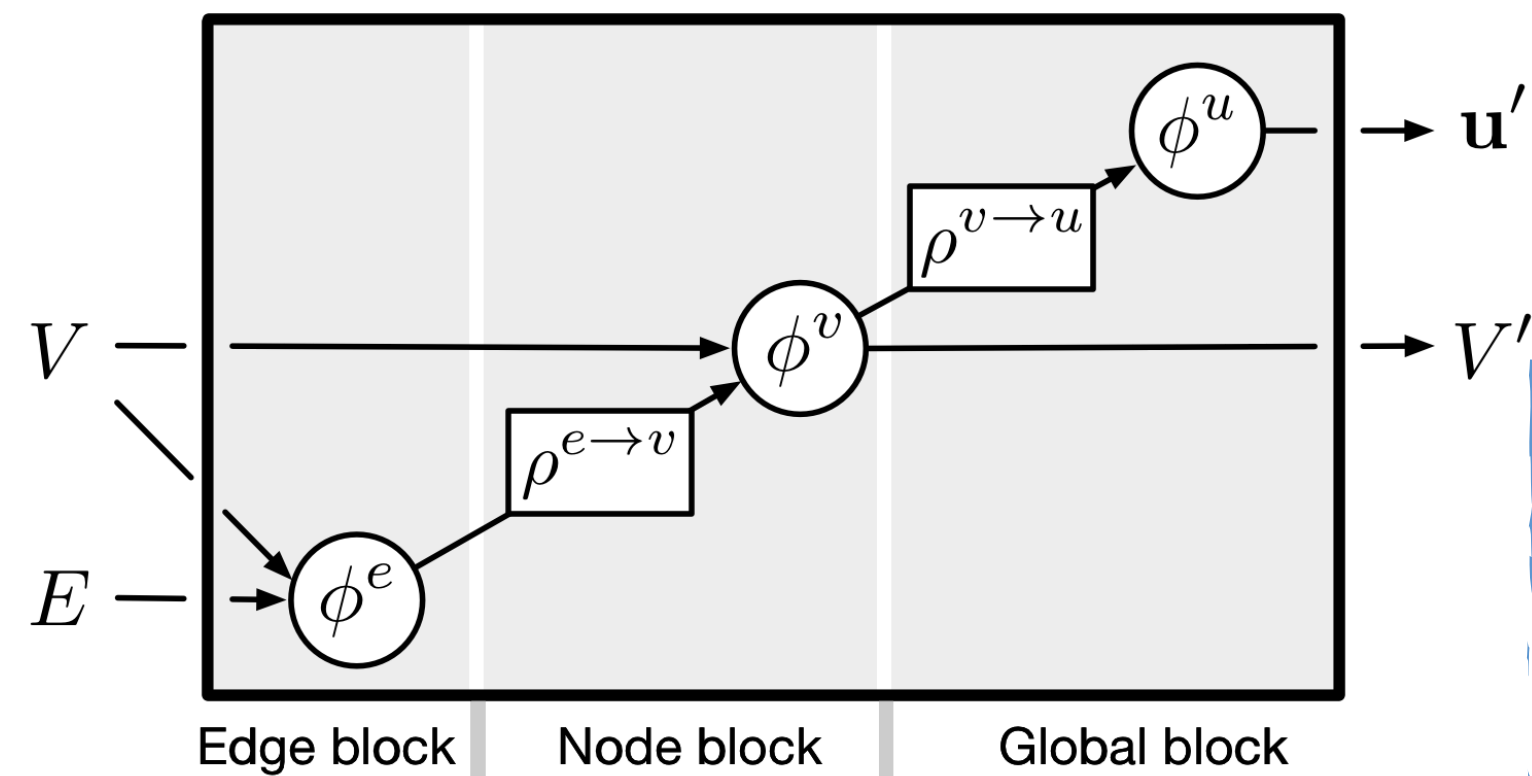 ϕ^u
u′
ρ^{v→u}
V
ϕ^v
V′
ρ^{e→v}
E
ϕ^e
Edge block
Node block
Global block